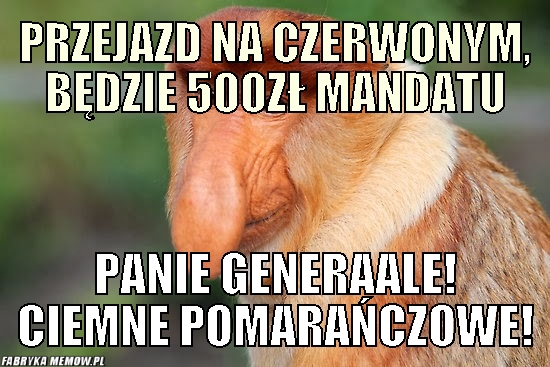 PRZEJAZD NA CZERWONYM,
BĘDZIE 500ZŁ MANDATU
PANIE GENERAALE!
CIEMNE POMARAŃCZOWE!
FABRYKA MEMOW.PL